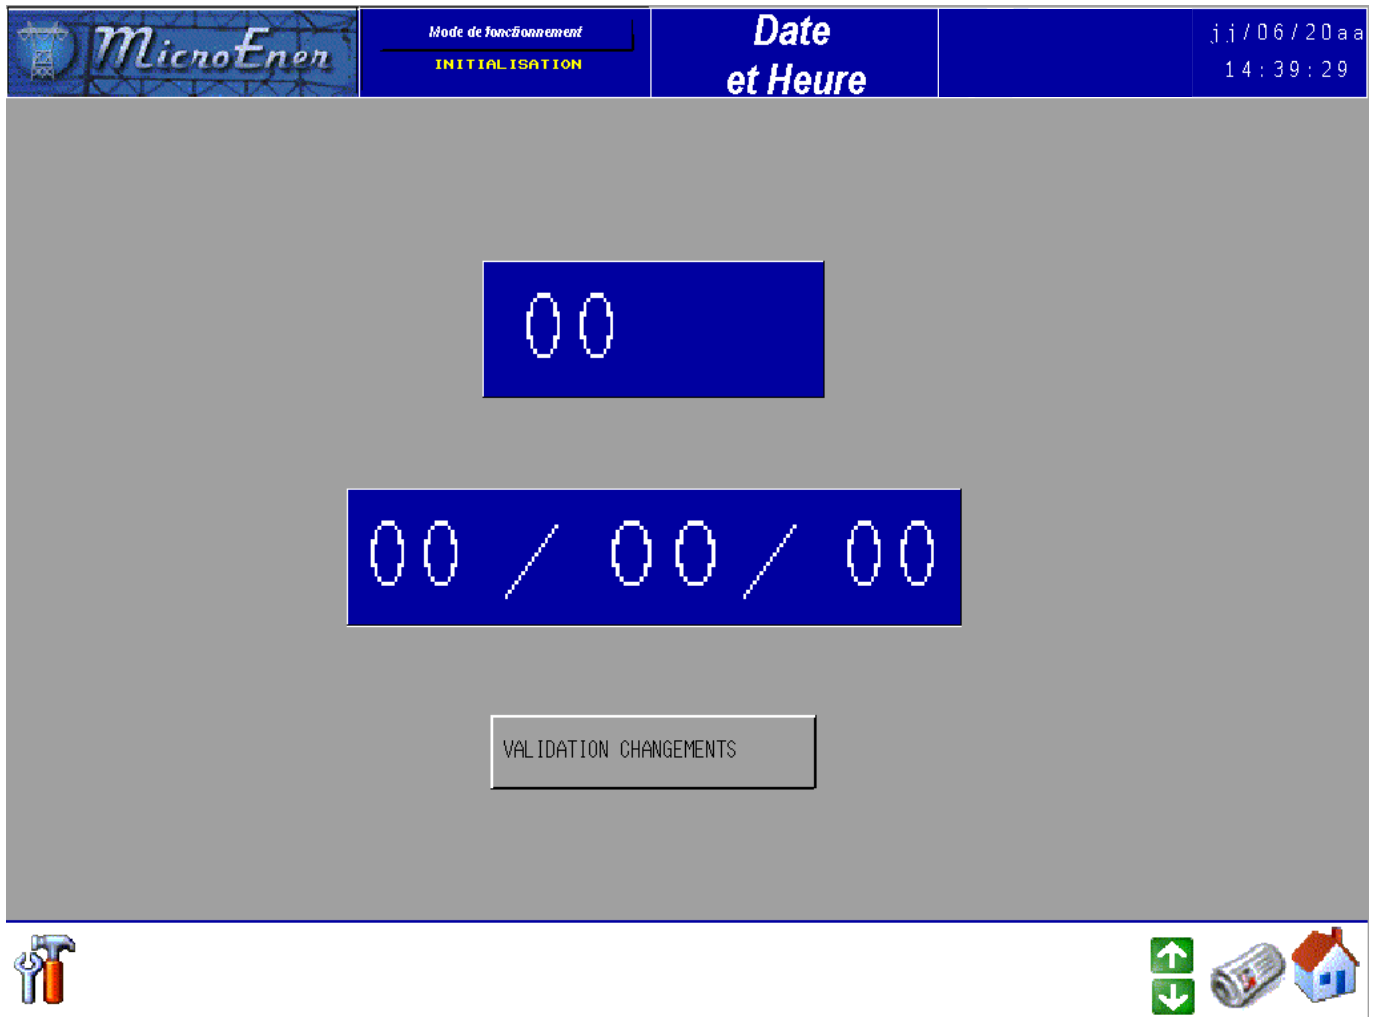 MicroEner
Mode de fonctionnement
INITIALISATION
Date
et Heure
jj/06/20aa
14:39:29
00
00 / 00 / 00
VALIDATION CHANGEMENTS